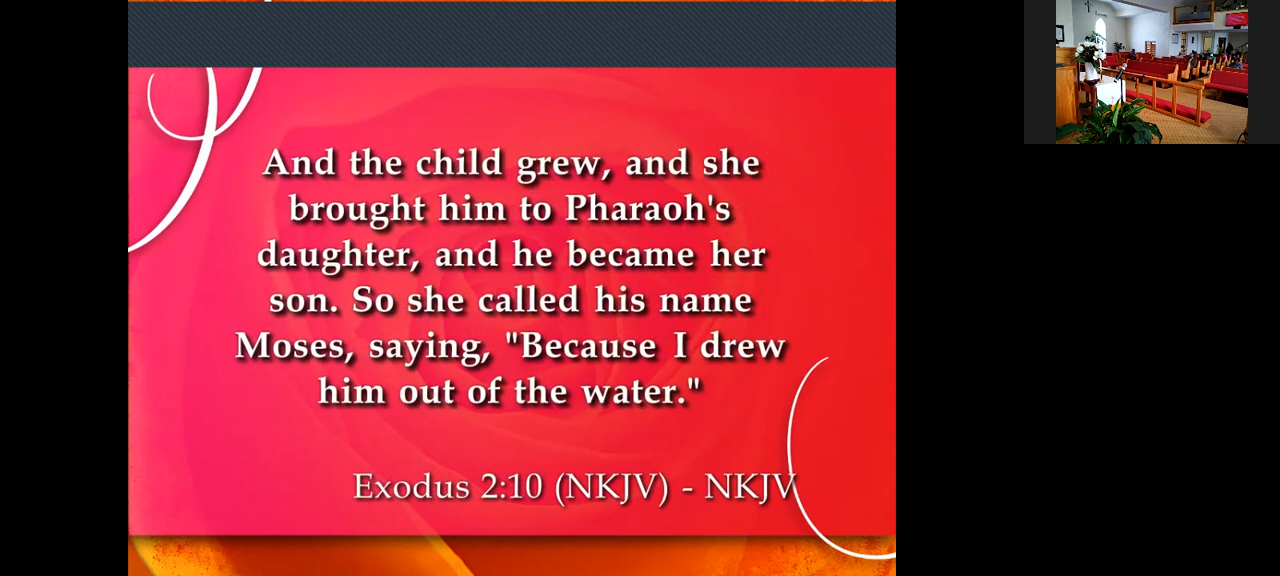 And the child grew, and she
brought him to Pharaoh's
daughter, and he became her
son. So she called his name
Moses, saying, "Because I drew
him out of the water."
Exodus 2:10 (NKJV) - NKJV